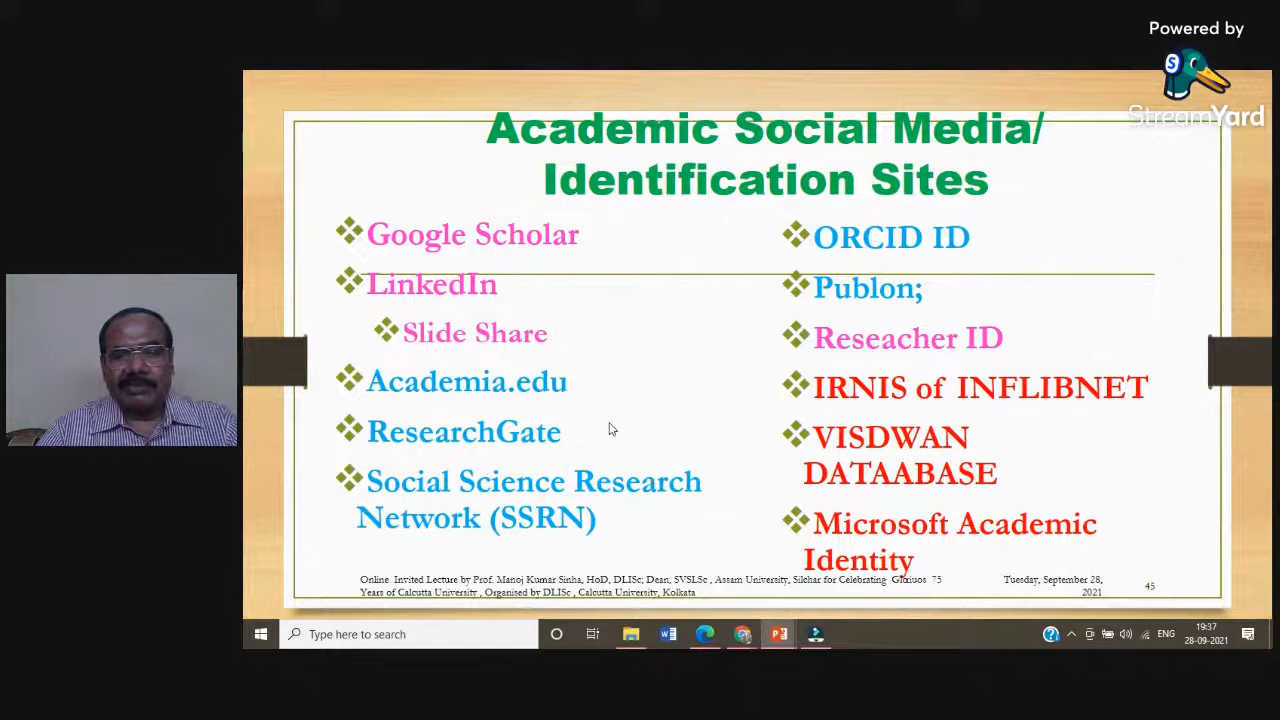 Powered by
StreamYard
Academic Social Media/
Identification Sites
Google Scholar
LinkedIn
Slide Share
Academia.edu
ResearchGate
Social Science Research
Network (SSRN)
ORCID ID
Publon;
Reseacher ID
IRNIS of INFLIBNET
VISDWAN
DATAABASE
Microsoft Academic
Identity
Online Invited Lecture by Prof. Manoj Kumar Sinha, HoD, DLISc; Dean, SVSLSc , Assam University, Silchar for Celebrating 75
Years of Calcutta University , Organised by DLISc , Calcutta University, Kolkata
Tuesday, September 28,
2021
45
Type here to search
ENG
19:37
28-09-2021